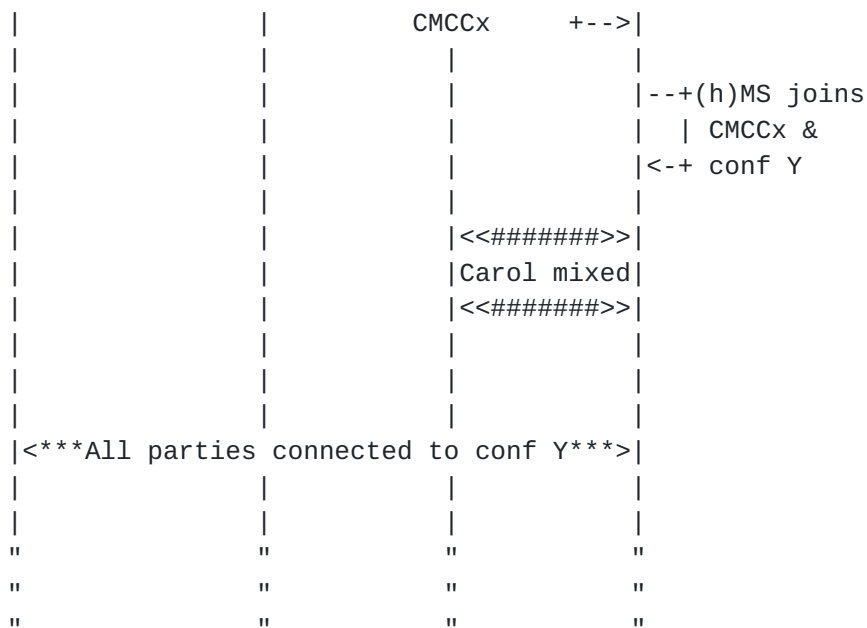 |               |         CMCCx     +-->|
|               |           |           |
|               |           |           |--+(h)MS joins
|               |           |           |  | CMCCx &
|               |           |           |<-+ conf Y
|               |           |           |
|               |           |<<#######>>|
|               |           |Carol mixed|
|               |           |<<#######>>|
|               |           |           |
|               |           |           |
|               |           |           |
|<***All parties connected to conf Y***>|
|               |           |           |
|               |           |           |
"               "           "           "
"               "           "           "
"               "           "           "